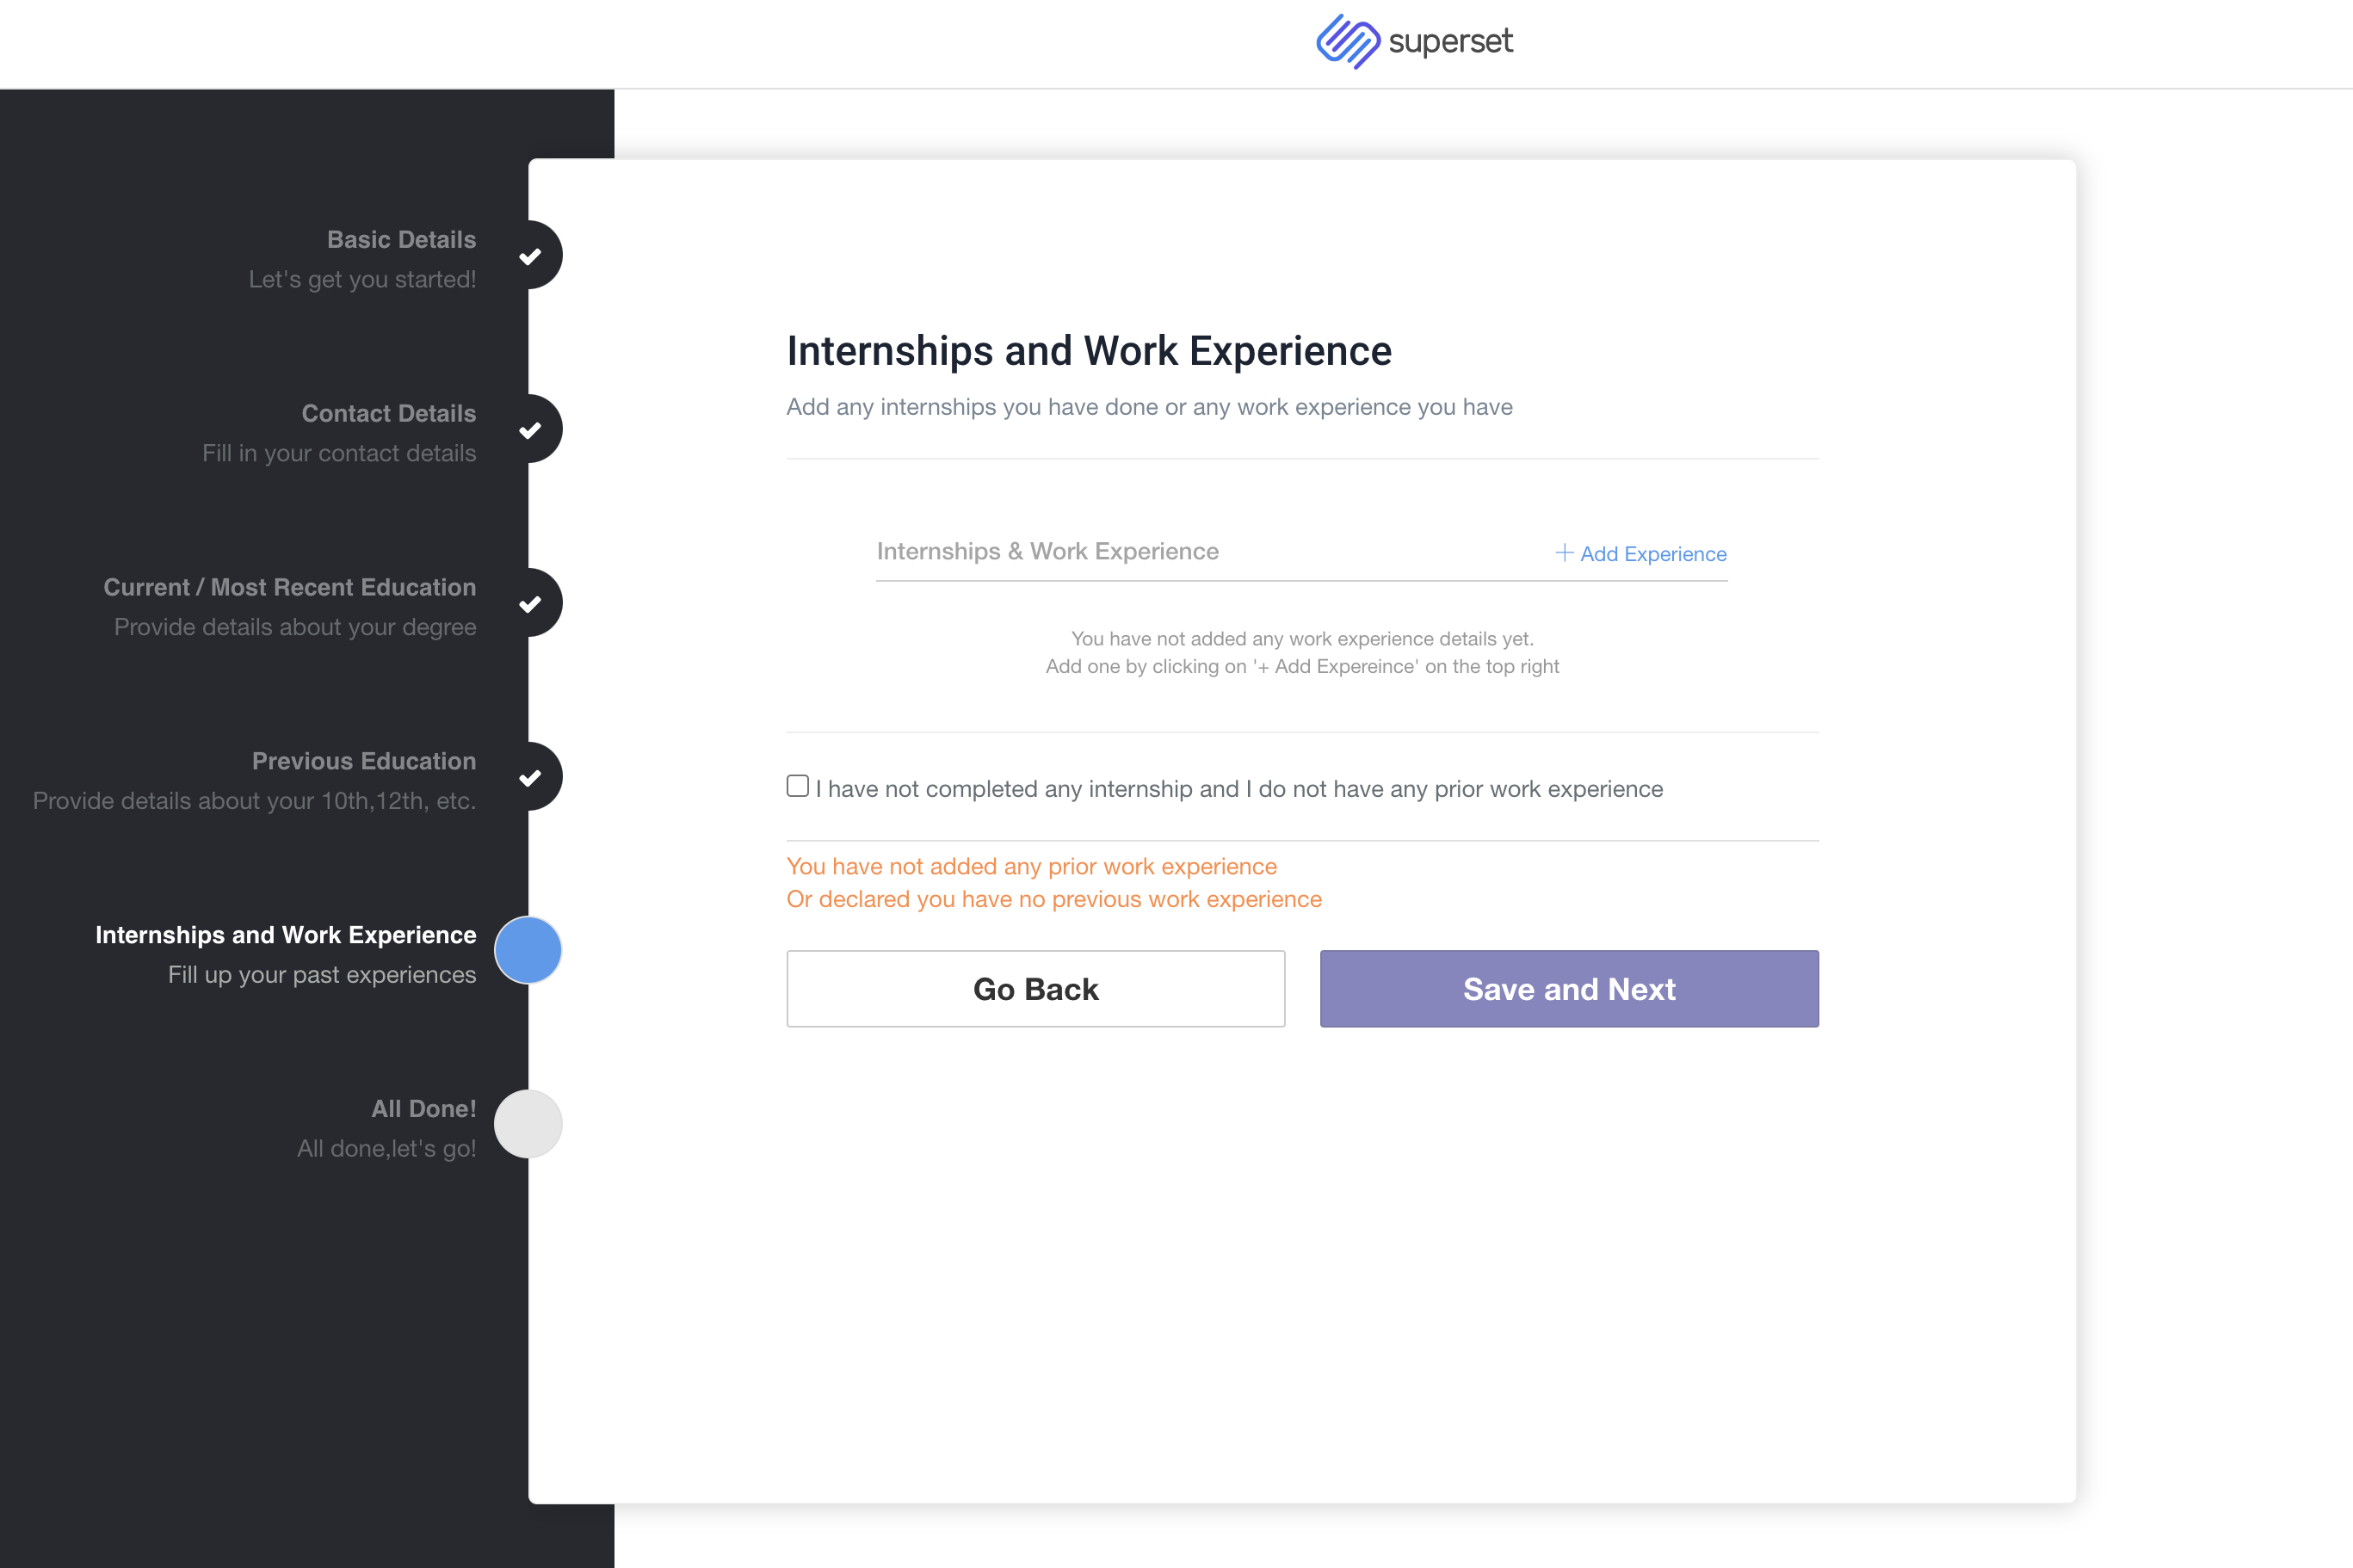 superset
Basic Details
Let's get you started!
Contact Details
Fill in your contact details
Current / Most Recent Education
Provide details about your degree
Previous Education
Provide details about your 10th,12th, etc.
Internships and Work Experience
Fill up your past experiences
All Done!
All done,let's go!
Internships and Work Experience
Add any internships you have done or any work experience you have
Internships & Work Experience
+ Add Experience
You have not added any work experience details yet.
Add one by clicking on '+ Add Expereince' on the top right
I have not completed any internship and I do not have any prior work experience
You have not added any prior work experience
Or declared you have no previous work experience
Go Back
Save and Next